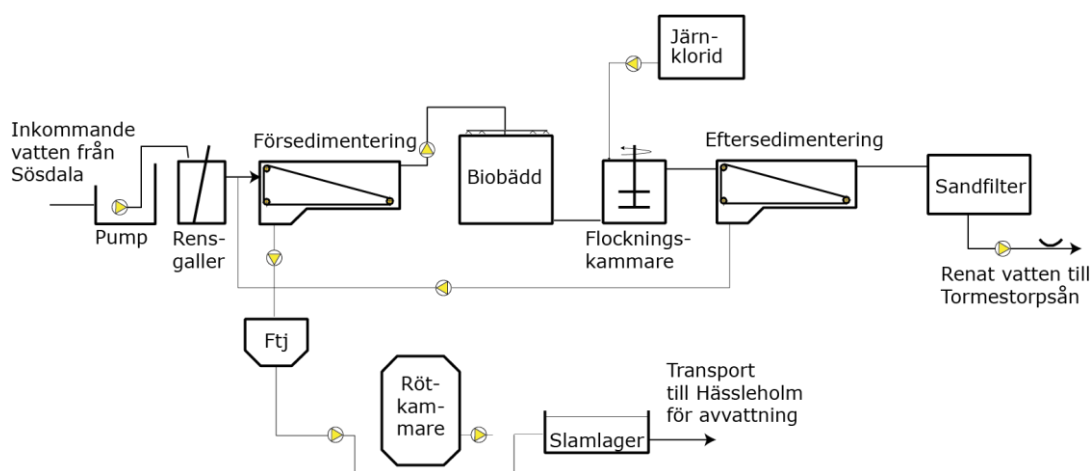 Järn-
klorid
Inkommande
vatten från
Sösdala
Försedimentering
Eftersedimentering
Biobädd
Sandfilter
Pump
Rens-
galler
Flocknings-
kammare
Renat vatten till
Tormestorpsån
Ftj
Röt-
kam-
mare
Transport
till Hässleholm
för avvattning
Slamlager